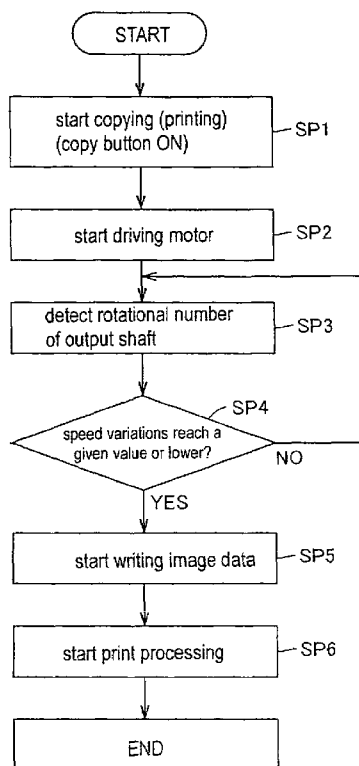 START
start copying (printing)
(copy button ON)
SP1
start driving motor
SP2
detect rotational number
of output shaft
SP3
SP4
speed variations reach a
given value or lower?
NO
YES
start writing image data
SP5
start print processing
SP6
END